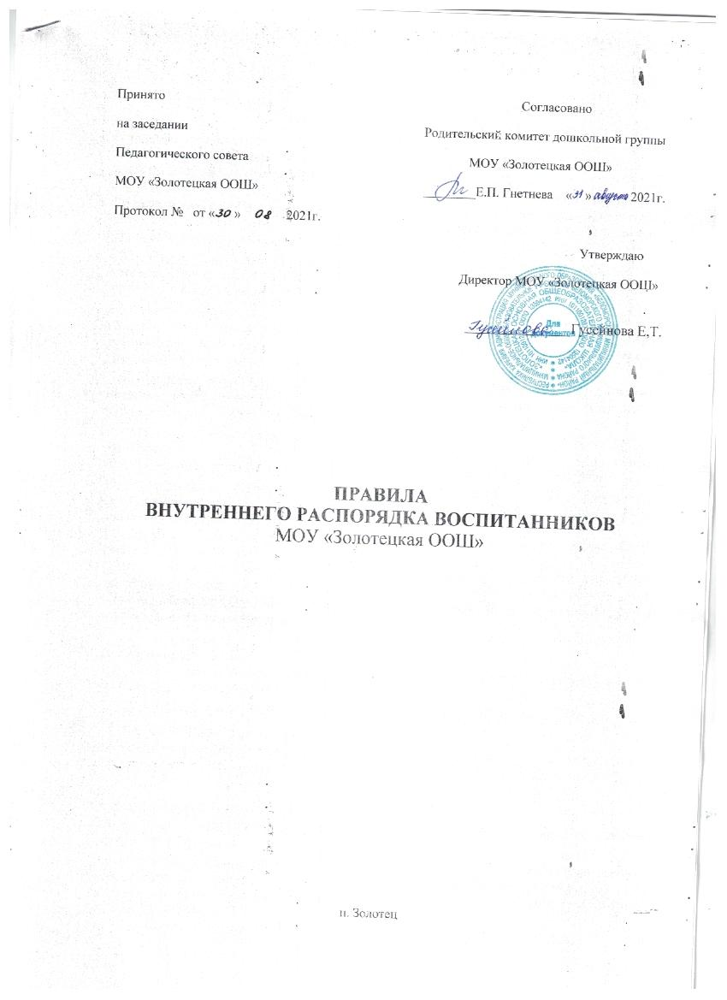 Принято
на заседании
Педагогического совета
МОУ «Золотецкая ООШ»
Протокол № от «30» 08 2021г.
Согласовано
Родительский комитет дошкольной группы
МОУ «Золотецкая ООШ»
Е.П. Гнетнева «31» августа 2021г.
Утверждаю
Директор МОУ «Золотецкая ООШ»
Гусейнова Гусейнова Е,Т.
Для
документов
ПРАВИЛА
ВНУТРЕННЕГО РАСПОРЯДКА ВОСПИТАННИКОВ
МОУ «Золотецкая ООШ»
п. Золотец